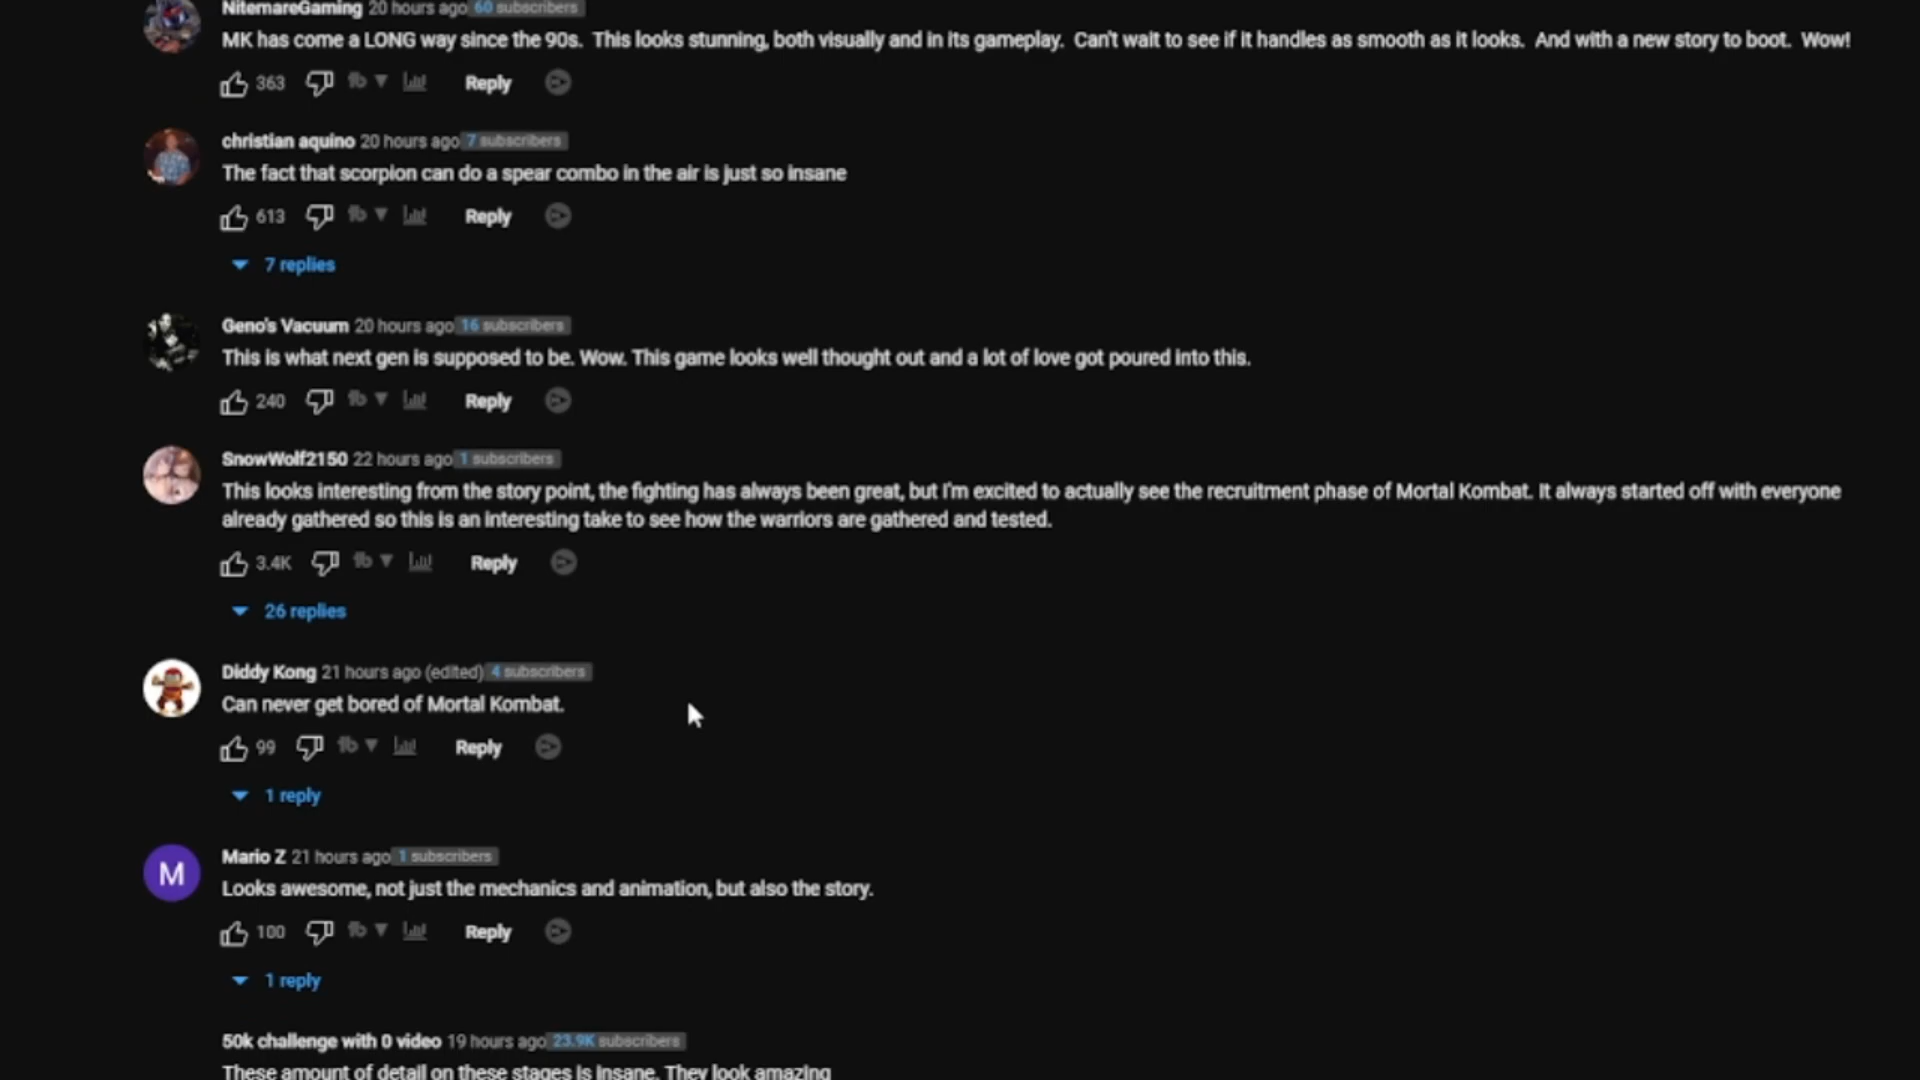 NitemareGaming 20 hours ago 60 subscribers
MK has come a LONG way since the 90s. This looks stunning, both visually and in its gameplay. Can't wait to see if it handles as smooth as it looks. And with a new story to boot. Wow!
363 Reply
christian aquino 20 hours ago 7 subscribers
The fact that scorpion can do a spear combo in the air is just so insane
613 Reply
7 replies
Geno's Vacuum 20 hours ago 16 subscribers
This is what next gen is supposed to be. Wow. This game looks well thought out and a lot of love got poured into this.
240 Reply
SnowWolf2150 22 hours ago 1 subscribers
This looks interesting from the story point, the fighting has always been great, but I'm excited to actually see the recruitment phase of Mortal Kombat. It always started off with everyone
already gathered so this is an interesting take to see how the warriors are gathered and tested.
3.4K Reply
26 replies
Diddy Kong 21 hours ago (edited) 4 subscribers
Can never get bored of Mortal Kombat.
99 Reply
1 reply
M
Mario Z 21 hours ago 1 subscribers
Looks awesome, not just the mechanics and animation, but also the story.
100 Reply
1 reply
50k challenge with 0 video 19 hours ago 23.9K subscribers
These amount of detail on these stages is insane. They look amazing